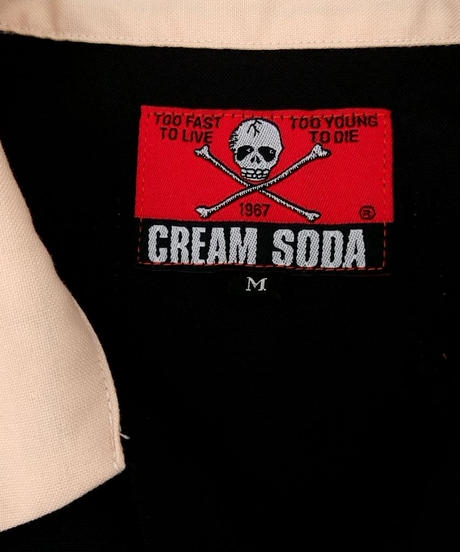 TOO FAST TOO YOUNG
TO LIVE TO DIE
1967 ®
CREAM SODA
M